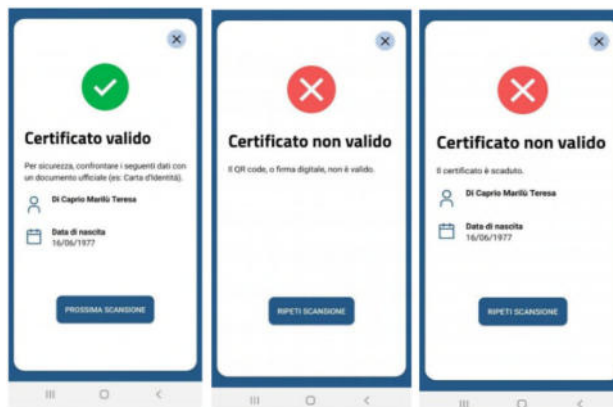 Certificato valido
Per sicurezza, confrontare i seguenti dati con
un documento ufficiale (es: Carta d'Identità).
Di Caprio Marilù Teresa
Data di nascita
16/06/1977
PROSSIMA SCANSIONE
Certificato non valido
Il QR code, o firma digitale, non è valido.
RIPETI SCANSIONE
Certificato non valido
Il certificato è scaduto.
Di Caprio Marilù Teresa
Data di nascita
16/06/1977
RIPETI SCANSIONE